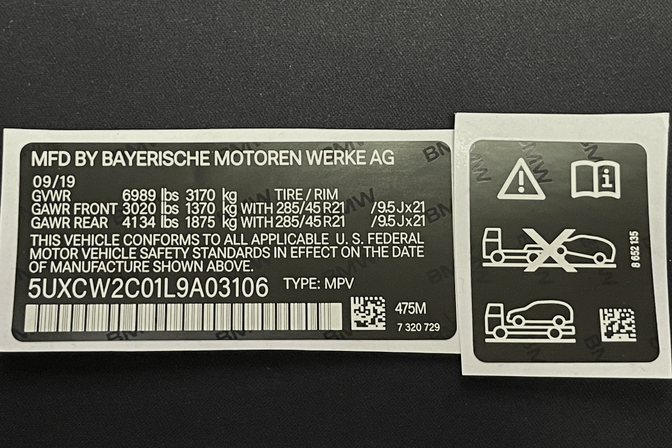 MFD BY BAYERISCHE MOTOREN WERKE AG
09/19
GVWR 6989 lbs 3170 kg TIRE / RIM
GAWR FRONT 3020 lbs 1370 kg WITH 285/45 R21 /9.5 Jx21
GAWR REAR 4134 lbs 1875 kg WITH 285/45 R21 /9.5 Jx21
THIS VEHICLE CONFORMS TO ALL APPLICABLE U. S. FEDERAL
MOTOR VEHICLE SAFETY STANDARDS IN EFFECT ON THE DATE
OF MANUFACTURE SHOWN ABOVE.
5UXCW2C01L9A03106 TYPE: MPV
475M
7 320 729
8 652 135
BMW